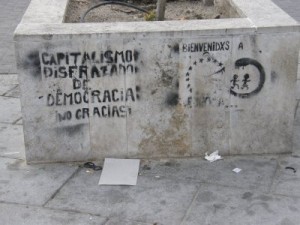 CAPITALISMO
DISFRAZADO
DE
DEMOCRACIA
¡NO GRACIAS!
BIENVENIDXS A